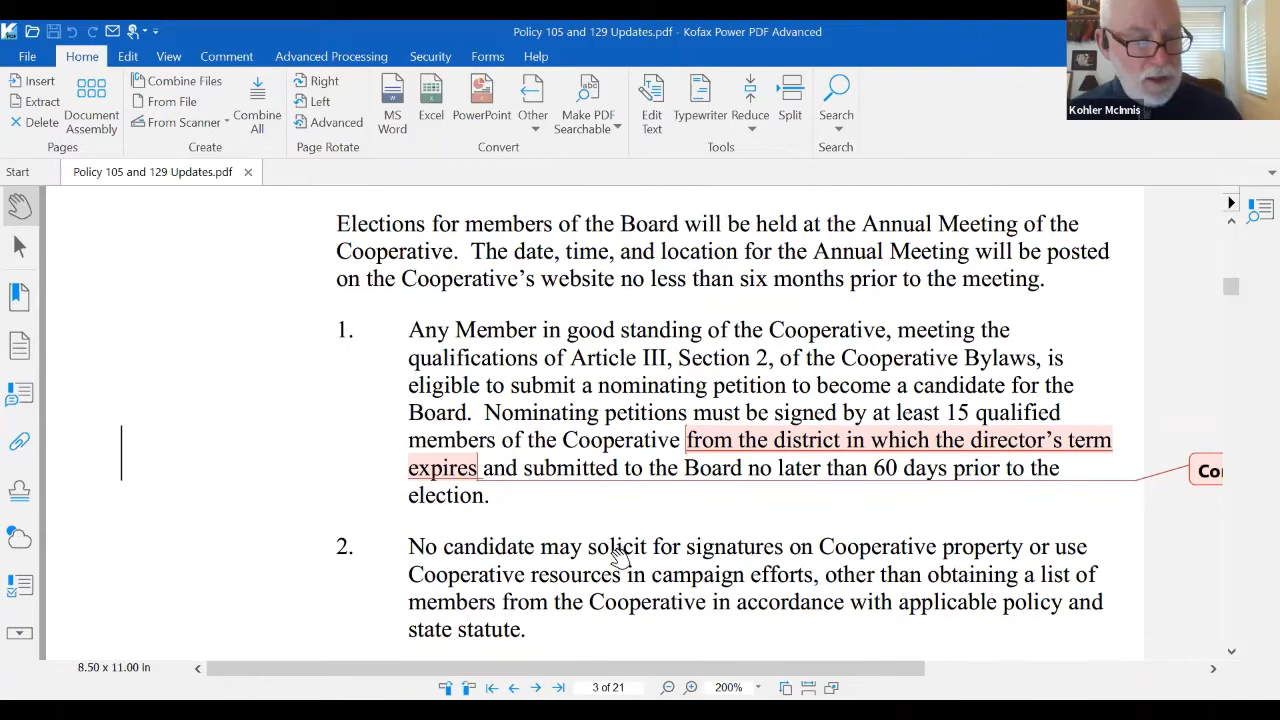 Policy 105 and 129 Updates.pdf - Kofax Power PDF Advanced
File Home Edit View Comment Advanced Processing Security Forms Help
Insert
Extract
Delete
Document Assembly
Pages
Combine Files
From File
From Scanner
Combine All
Create
Right
Left
Advanced
Page Rotate
MS Word
Excel
PowerPoint
Other
Make PDF Searchable
Convert
Edit Text
Typewriter
Reduce
Split
Tools
Search
Search
Kohler McInnis
Start
Policy 105 and 129 Updates.pdf
Elections for members of the Board will be held at the Annual Meeting of the
Cooperative. The date, time, and location for the Annual Meeting will be posted
on the Cooperative’s website no less than six months prior to the meeting.
1. Any Member in good standing of the Cooperative, meeting the
qualifications of Article III, Section 2, of the Cooperative Bylaws, is
eligible to submit a nominating petition to become a candidate for the
Board. Nominating petitions must be signed by at least 15 qualified
members of the Cooperative from the district in which the director’s term
expires and submitted to the Board no later than 60 days prior to the
election.
Co
2. No candidate may solicit for signatures on Cooperative property or use
Cooperative resources in campaign efforts, other than obtaining a list of
members from the Cooperative in accordance with applicable policy and
state statute.
8.50 x 11.00 in
3 of 21
200%